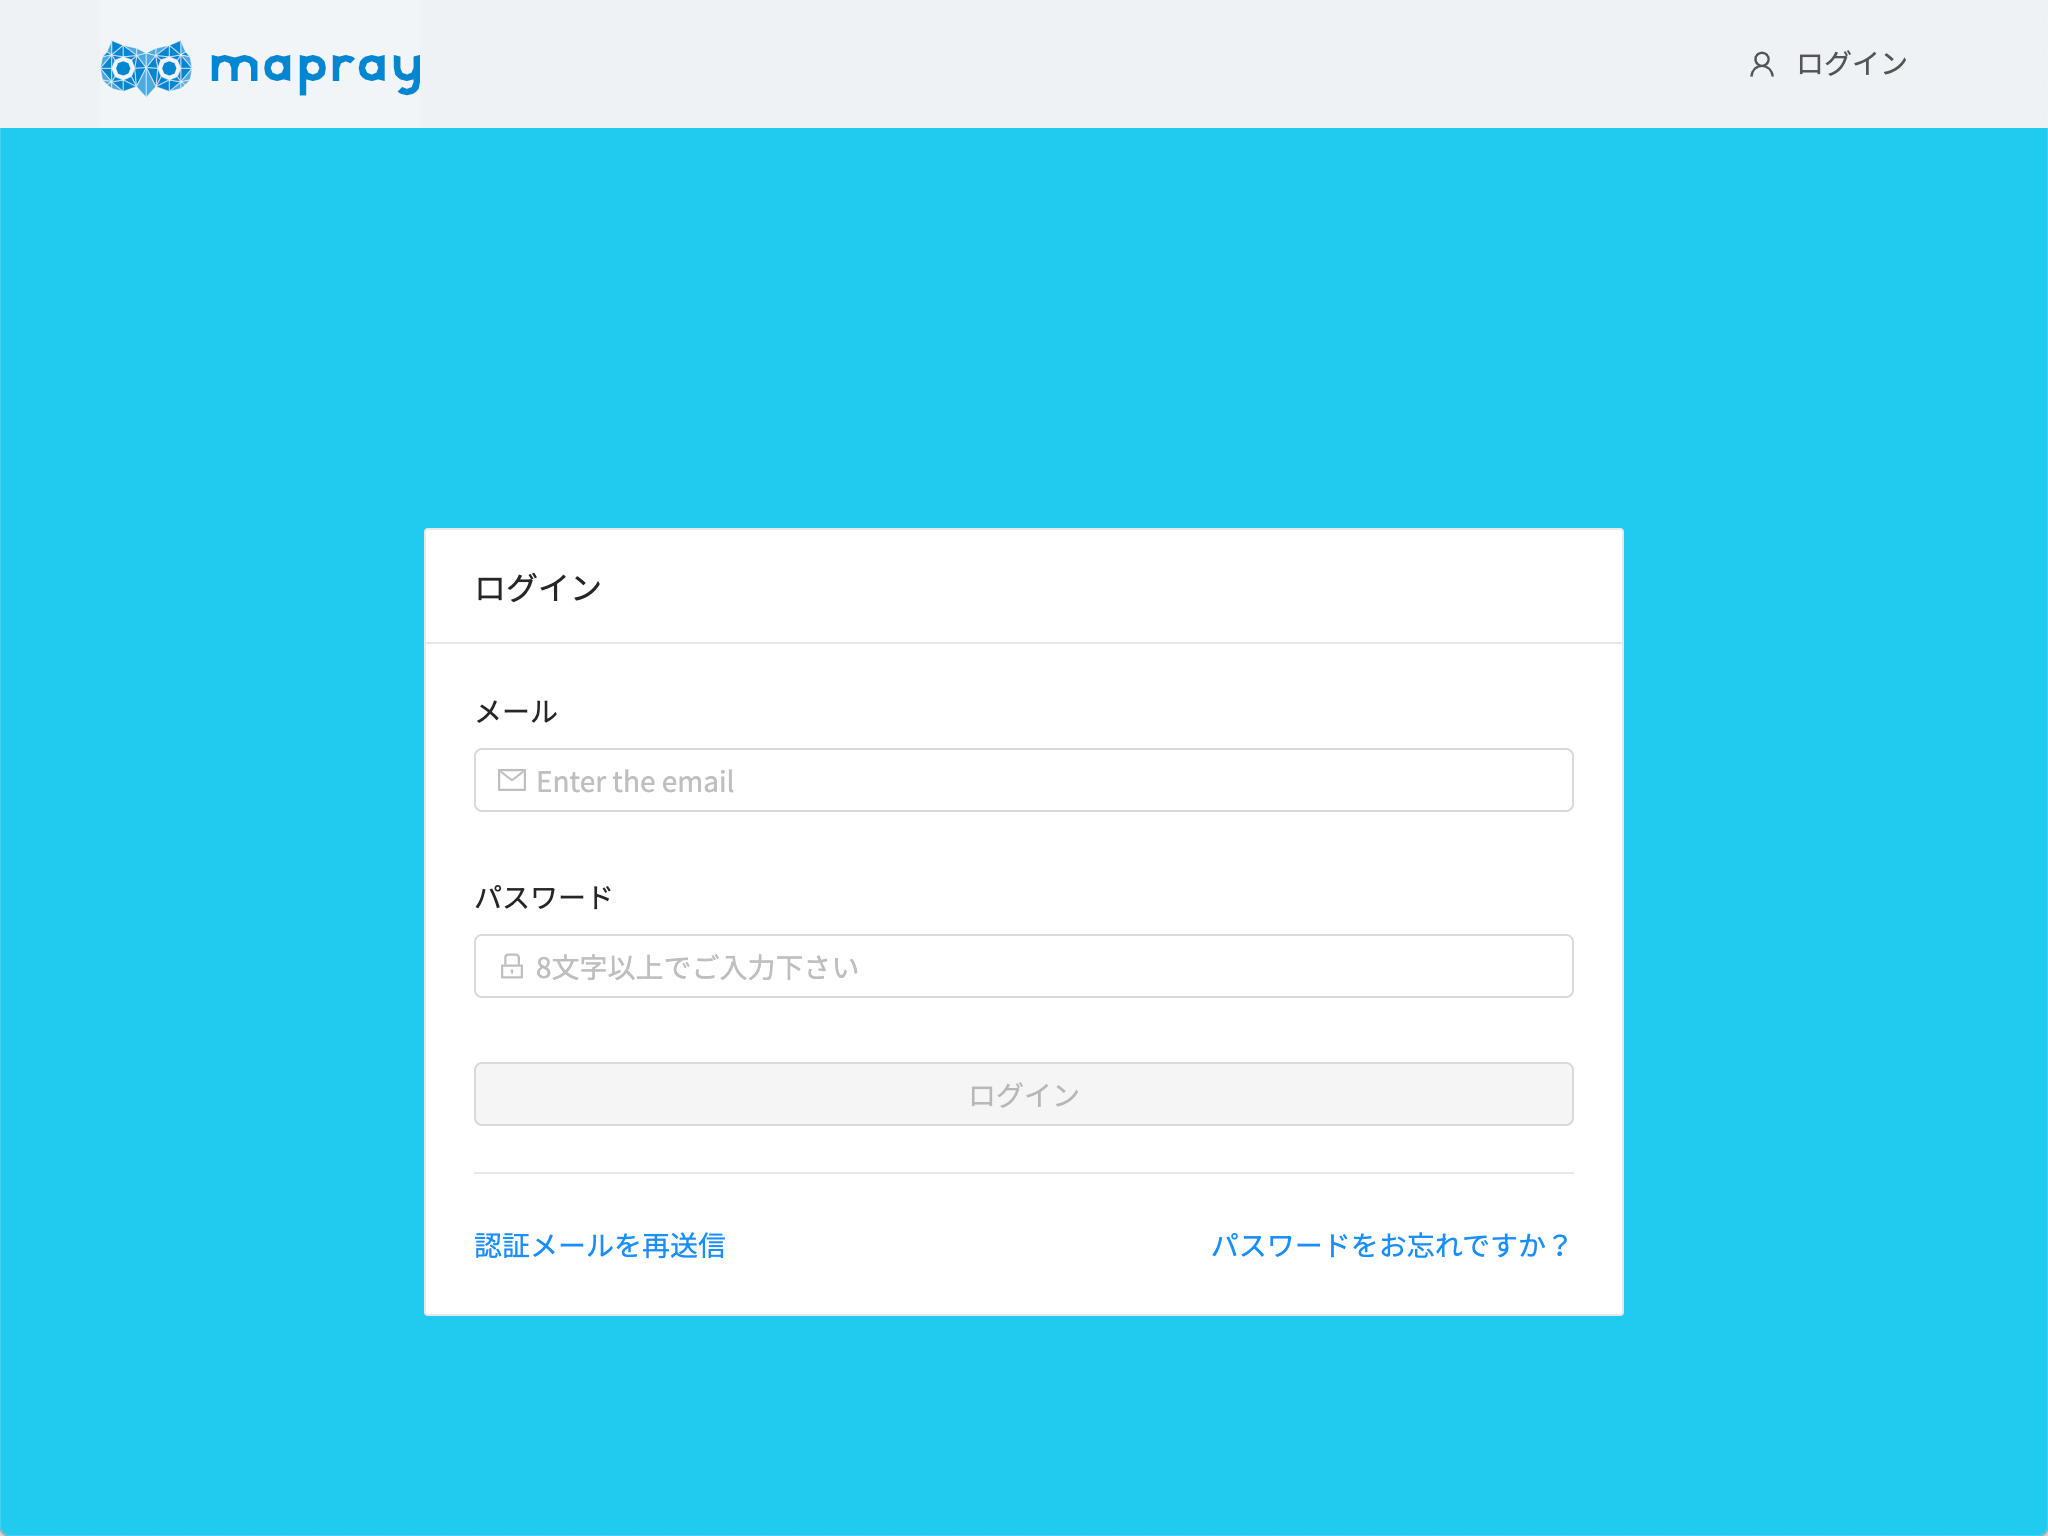 mapray
ログイン
ログイン
メール
Enter the email
パスワード
8文字以上でご入力下さい
ログイン
認証メールを再送信
パスワードをお忘れですか？